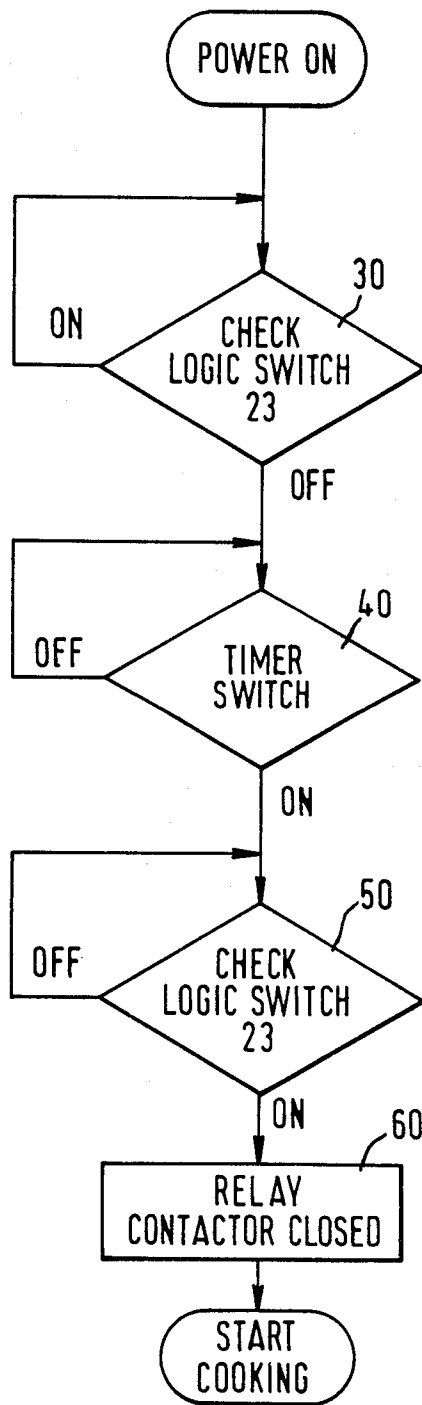 POWER ON
30
ON
CHECK
LOGIC SWITCH
23
OFF
40
OFF
TIMER
SWITCH
ON
50
OFF
CHECK
LOGIC SWITCH
23
ON
60
RELAY
CONTACTOR CLOSED
START
COOKING